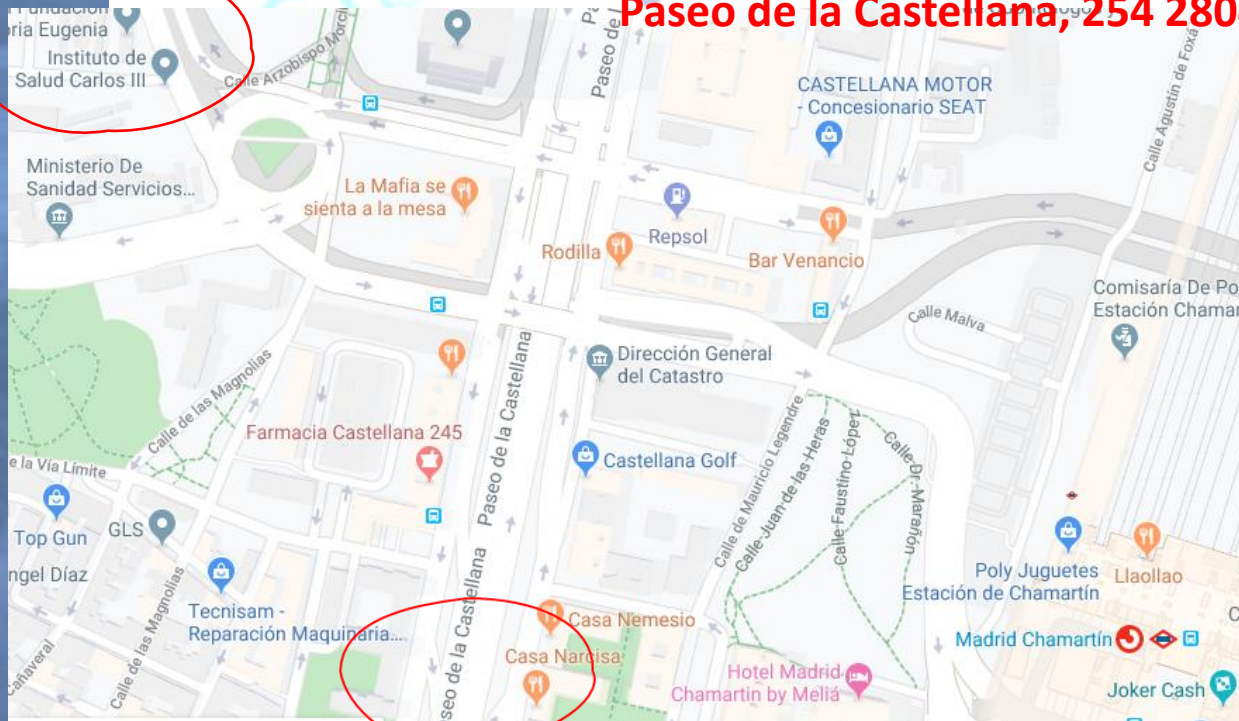 Paseo de la Castellana, 254 280
Fundación
oria Eugenia
Instituto de
Salud Carlos III
Calle Arzobispo Morci
Paseo de l
CASTELLANA MOTOR
- Concesionario SEAT
Calle Agustín de Foxá
Ministerio De
Sanidad Servicios...
La Mafia se
sienta a la mesa
Rodilla
Repsol
Bar Venancio
Comisaría De Po
Estación Chamar
Calle Malva
Dirección General
del Catastro
Paseo de la Castellana
Calle de las Magnolias
Farmacia Castellana 245
Castellana Golf
Calle de Mauricio Legendre
Calle Juan de las Heras
Calle Faustino López
Calle Dr. Marañón
e la Vía Límite
Top Gun
GLS
ngel Díaz
Tecnisam -
Reparación Maquinaria...
Calle de las Magnolias
Cañaveral
Paseo de la Castellana
Casa Nemesio
Casa Narcisa
Hotel Madrid
Chamartin by Meliá
Poly Juguetes
Estación de Chamartín
Llaollao
Madrid Chamartín
Joker Cash